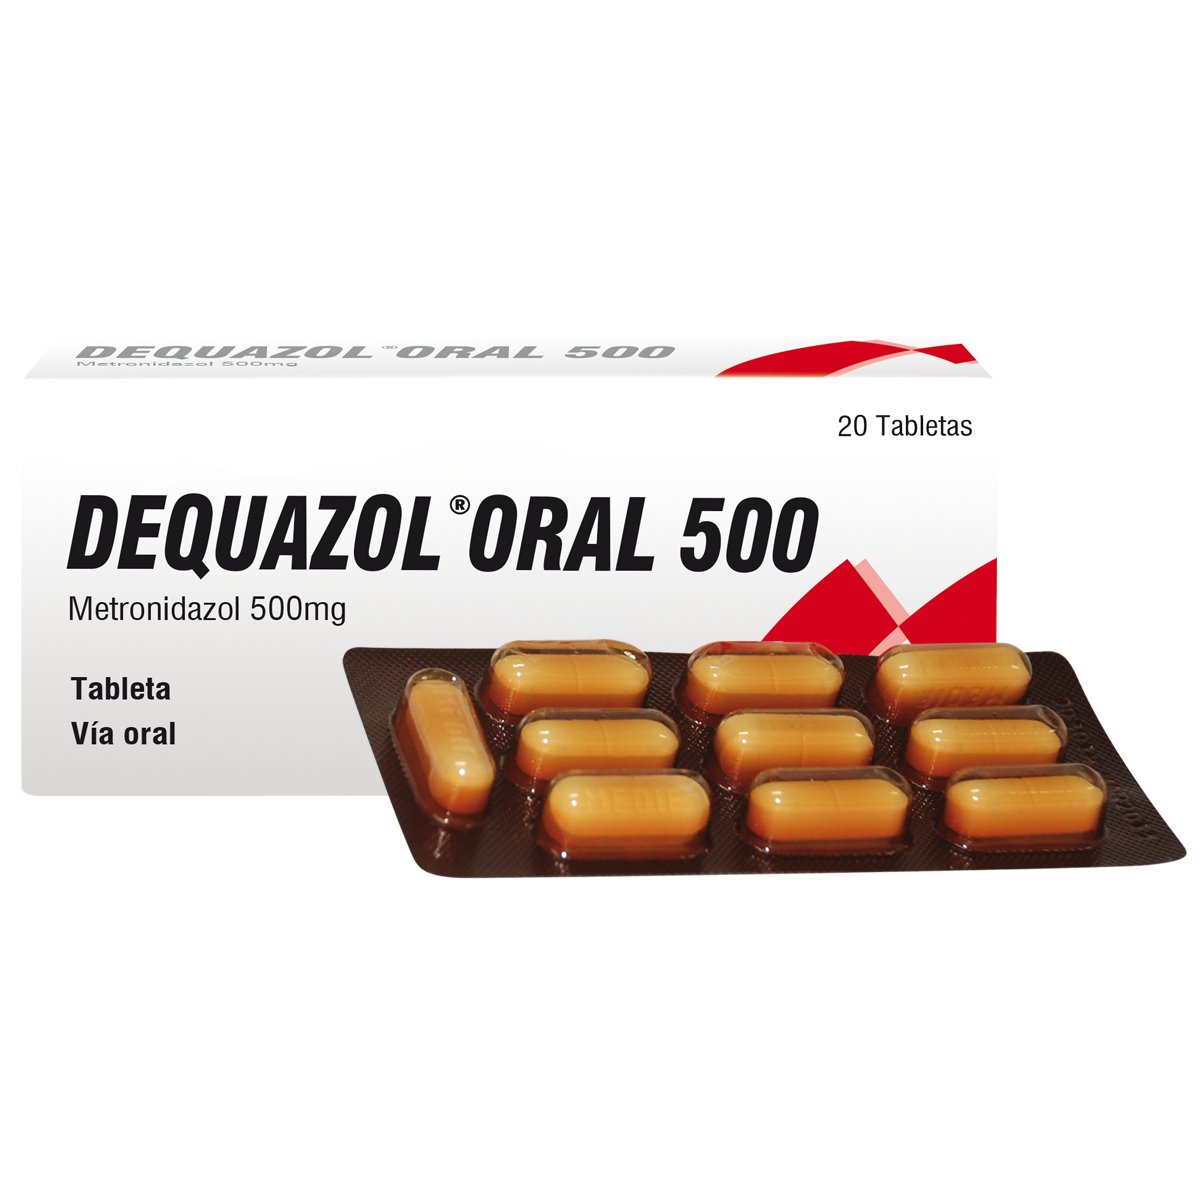 DEQUAZOL® ORAL 500
Metronidazol 500mg
20 Tabletas
DEQUAZOL® ORAL 500
Metronidazol 500mg
Tableta
Vía oral